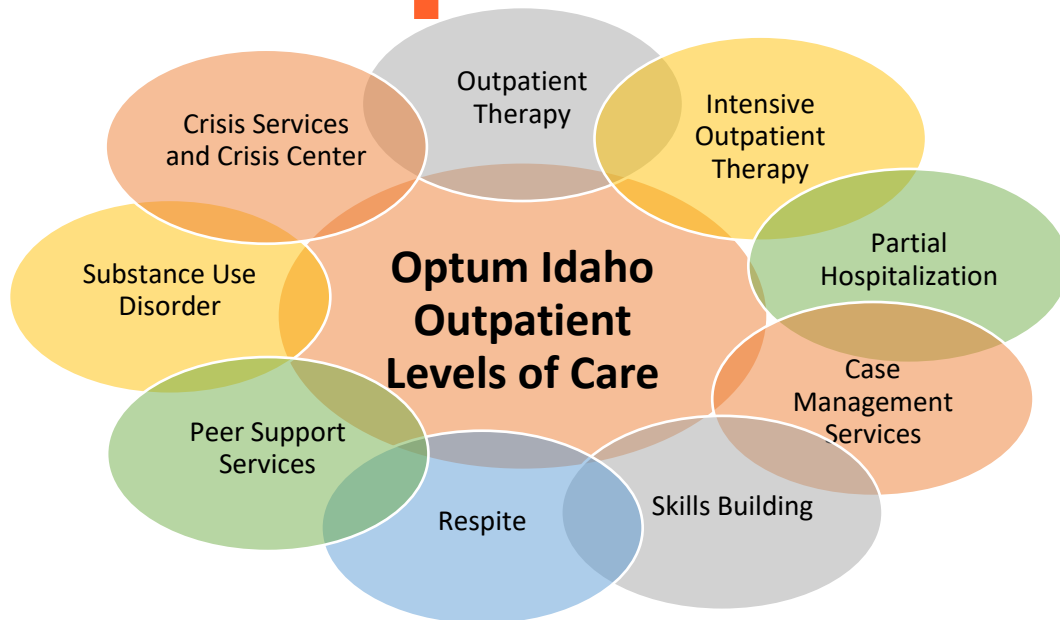 Outpatient
Therapy
Intensive
Outpatient
Therapy
Partial
Hospitalization
Case
Management
Services
Skills Building
Respite
Peer Support
Services
Substance Use
Disorder
Crisis Services
and Crisis Center
Optum Idaho
Outpatient
Levels of Care